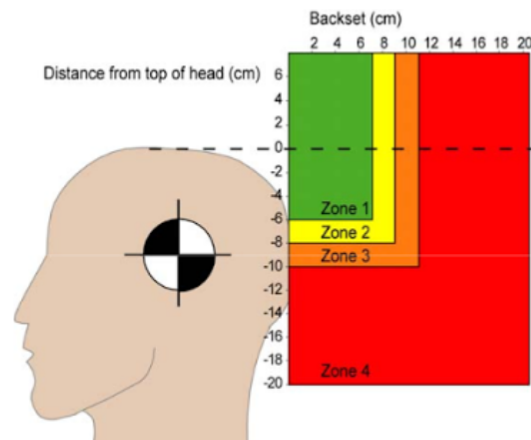 Backset (cm)
2 4 6 8 10 12 14 16 18 20
Distance from top of head (cm)
6
4
2
0
-2
-4
-6
Zone 1
-8
Zone 2
-10
Zone 3
-12
-14
-16
-18
-20
Zone 4